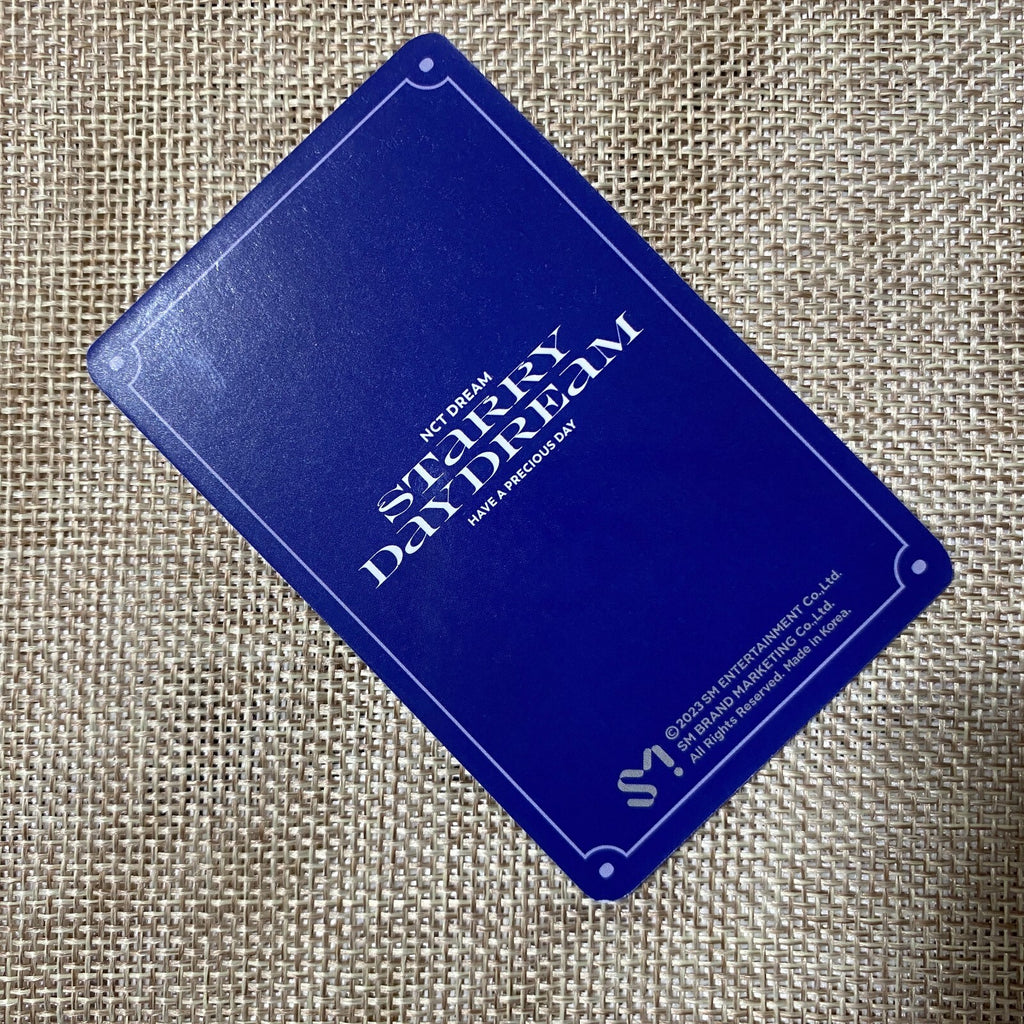 NCT DREAM
STaRRY
DaYDREaM
HAVE A PRECIOUS DAY
SM
©2023 SM ENTERTAINMENT Co.,Ltd.
SM BRAND MARKETING Co.,Ltd.
All Rights Reserved. Made in Korea.